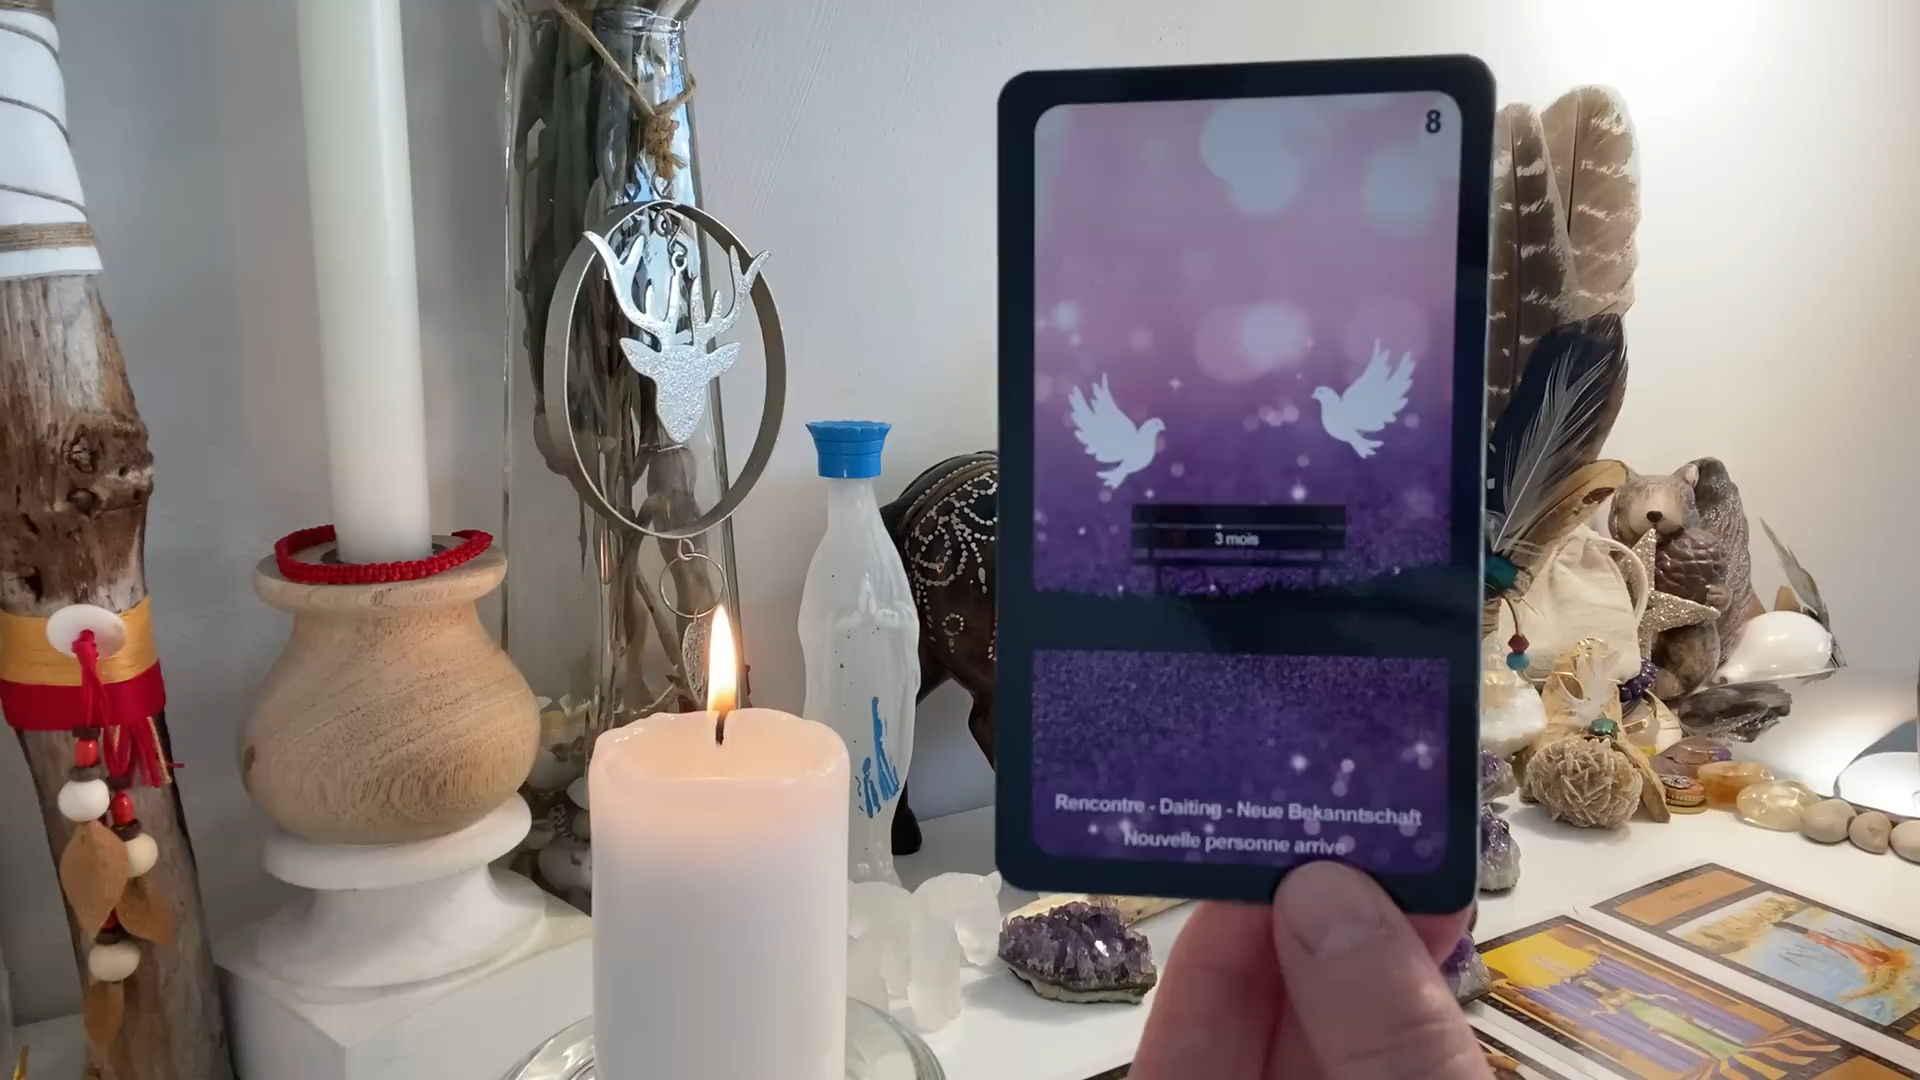 8
3 mois
Rencontre - Daiting - Neue Bekanntschaft
Nouvelle personne arrive